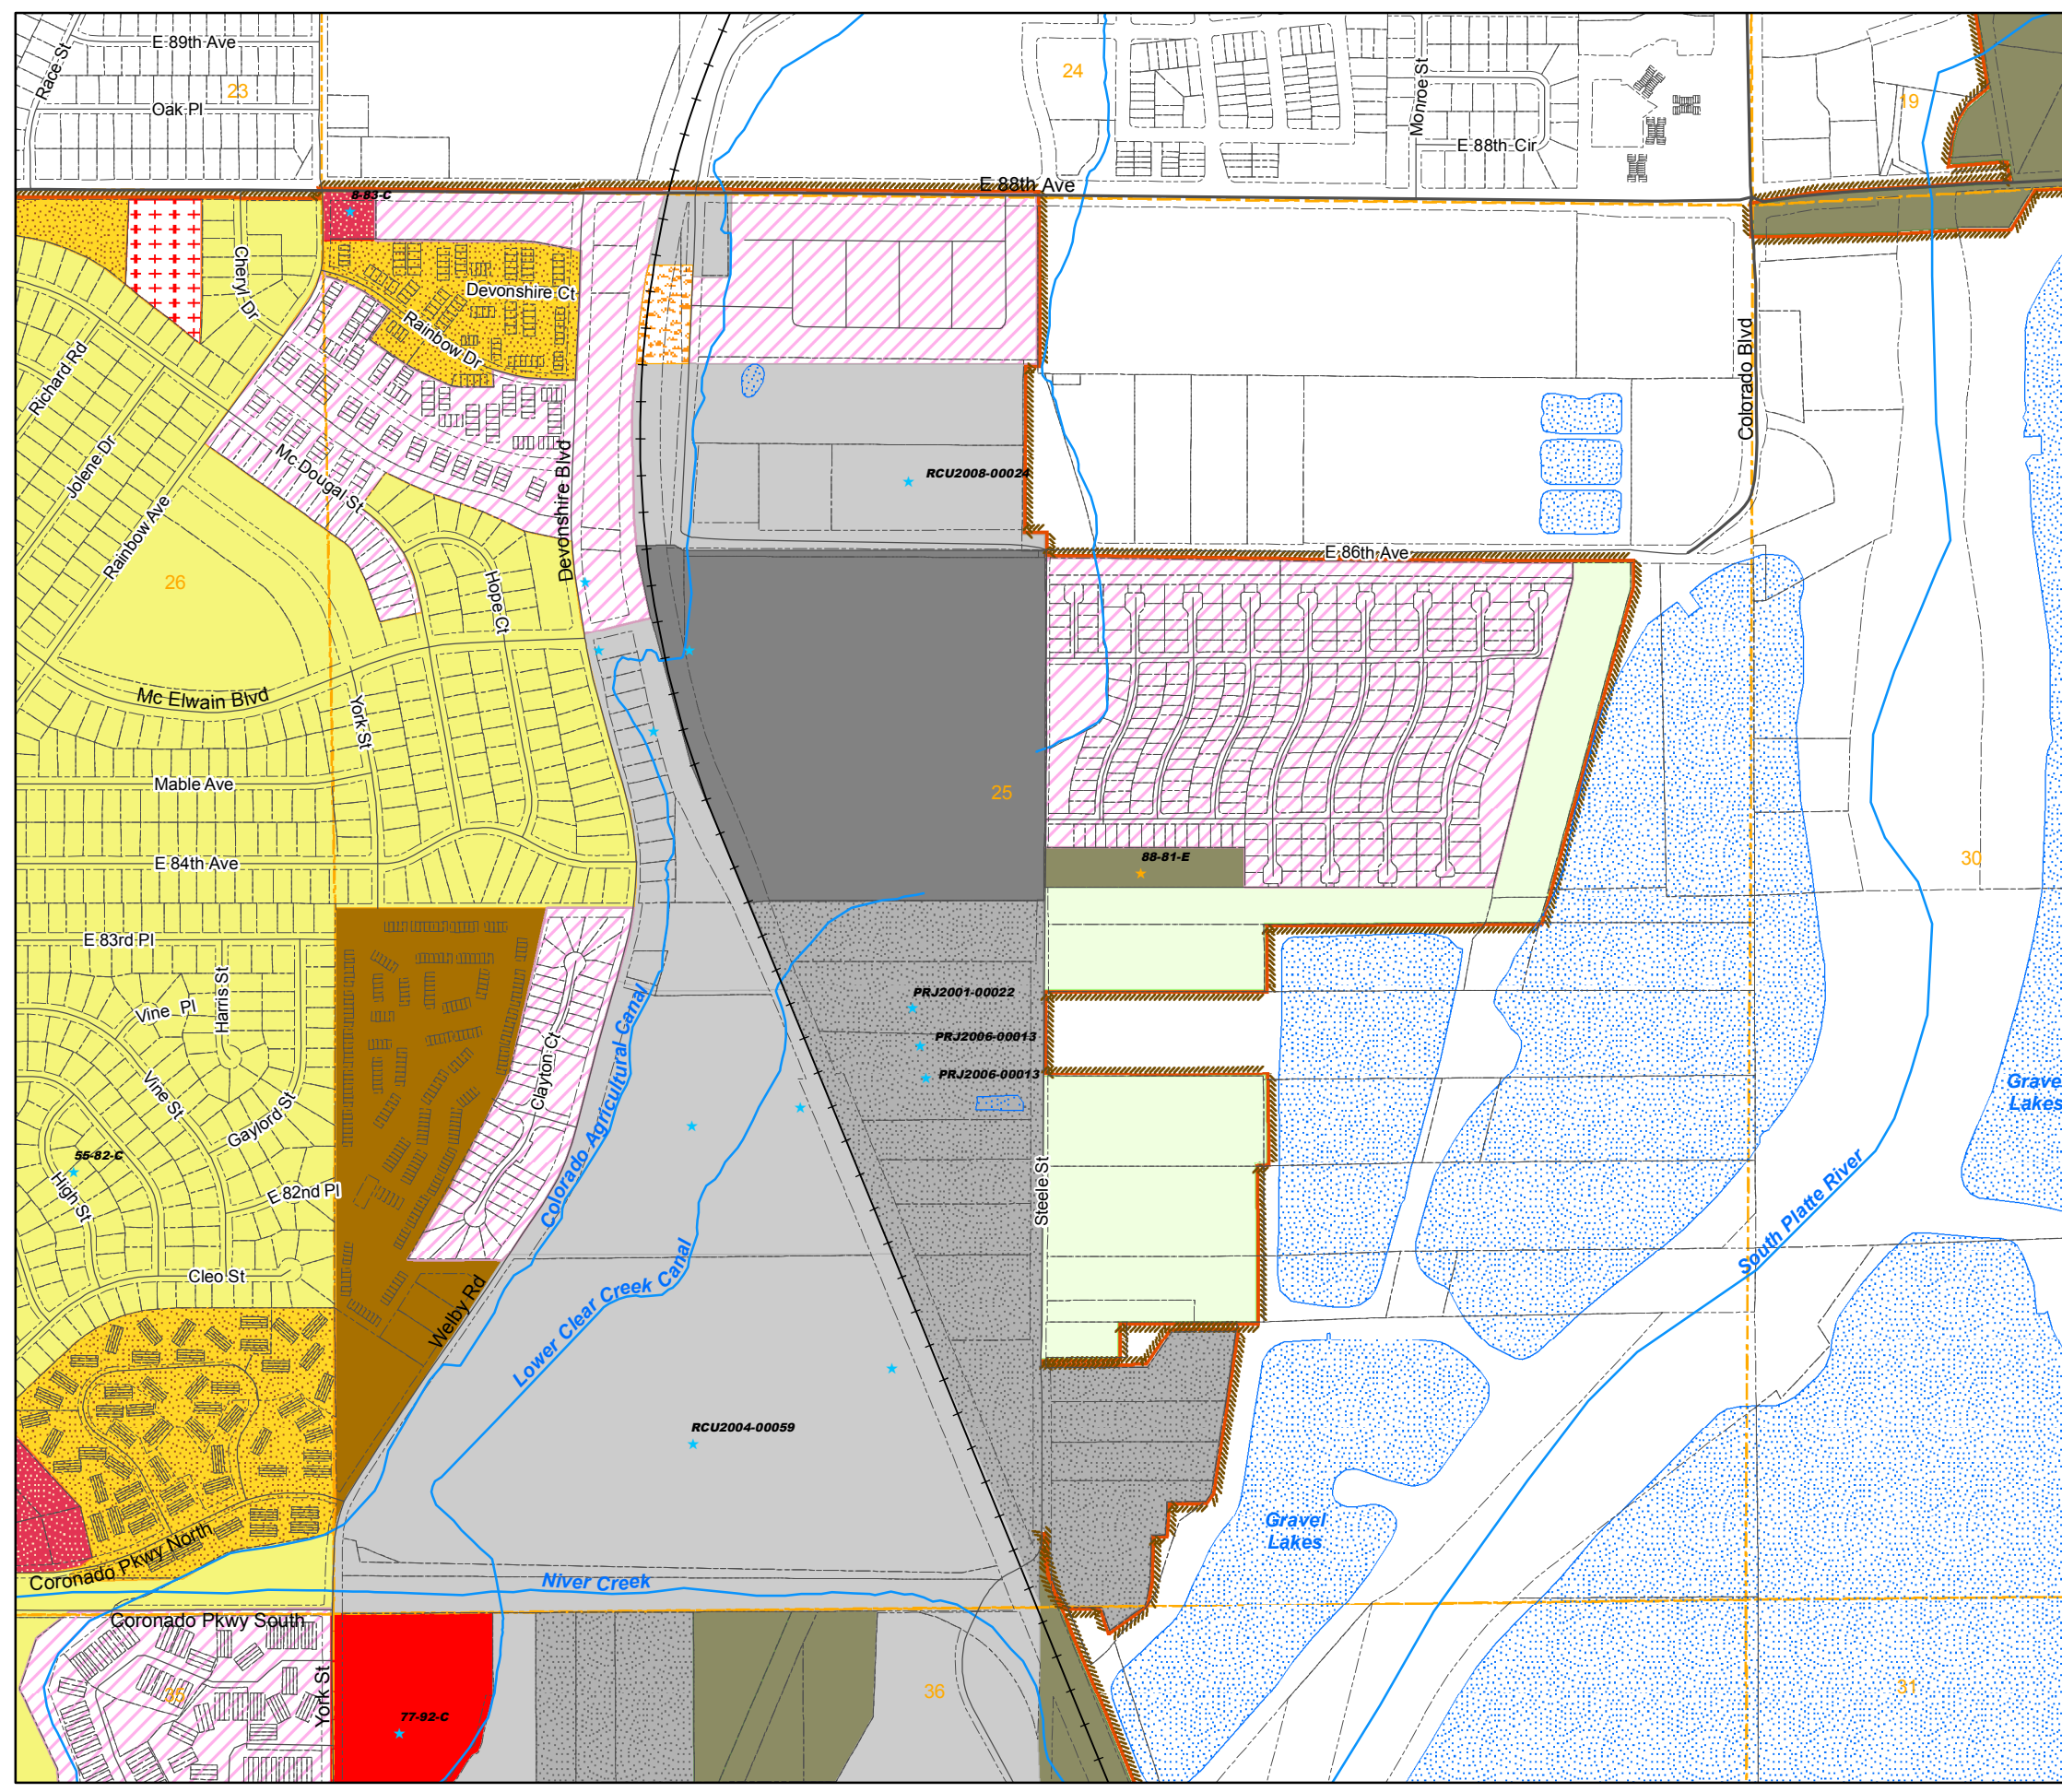 E 89th Ave
Race St
23
Oak Pl
24
Monroe St
E 88th Cir
19
E 88th Ave
8-83-C
Cheryl Dr
Devonshire Ct
Rainbow Dr
Richard Rd
Jolene Dr
Rainbow Ave
Mc Dougal St
Devonshire Blvd
Colorado Blvd
RCU2008-00024
E 86th Ave
26
Hope Ct
Mc Elwain Blvd
York St
Mable Ave
25
E 84th Ave
88-81-E
30
E 83rd Pl
Harris St
Vine Pl
PRJ2001-00022
PRJ2006-00013
PRJ2006-00013
Clayton Ct
Colorado Agricultural Canal
Vine St
Gaylord St
Gravel
Lakes
55-82-C
High St
E 82nd Pl
Steele St
South Platte River
Cleo St
Welby Rd
Lower Clear Creek Canal
RCU2004-00059
Gravel
Lakes
Coronado Pkwy North
Niver Creek
Coronado Pkwy South
York St
35
36
31
77-92-C